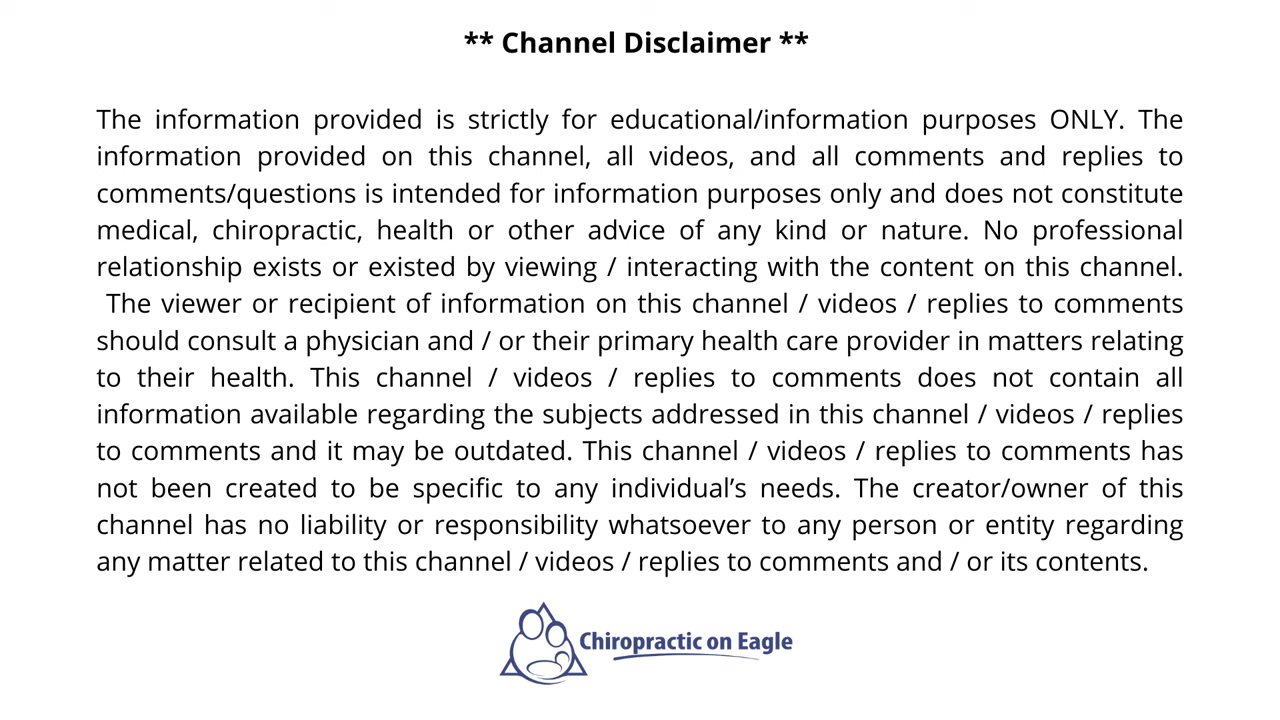 ** Channel Disclaimer **
The information provided is strictly for educational/information purposes ONLY. The
information provided on this channel, all videos, and all comments and replies to
comments/questions is intended for information purposes only and does not constitute
medical, chiropractic, health or other advice of any kind or nature. No professional
relationship exists or existed by viewing / interacting with the content on this channel.
The viewer or recipient of information on this channel / videos / replies to comments
should consult a physician and / or their primary health care provider in matters relating
to their health. This channel / videos / replies to comments does not contain all
information available regarding the subjects addressed in this channel / videos / replies
to comments and it may be outdated. This channel / videos / replies to comments has
not been created to be specific to any individual’s needs. The creator/owner of this
channel has no liability or responsibility whatsoever to any person or entity regarding
any matter related to this channel / videos / replies to comments and / or its contents.
Chiropractic on Eagle